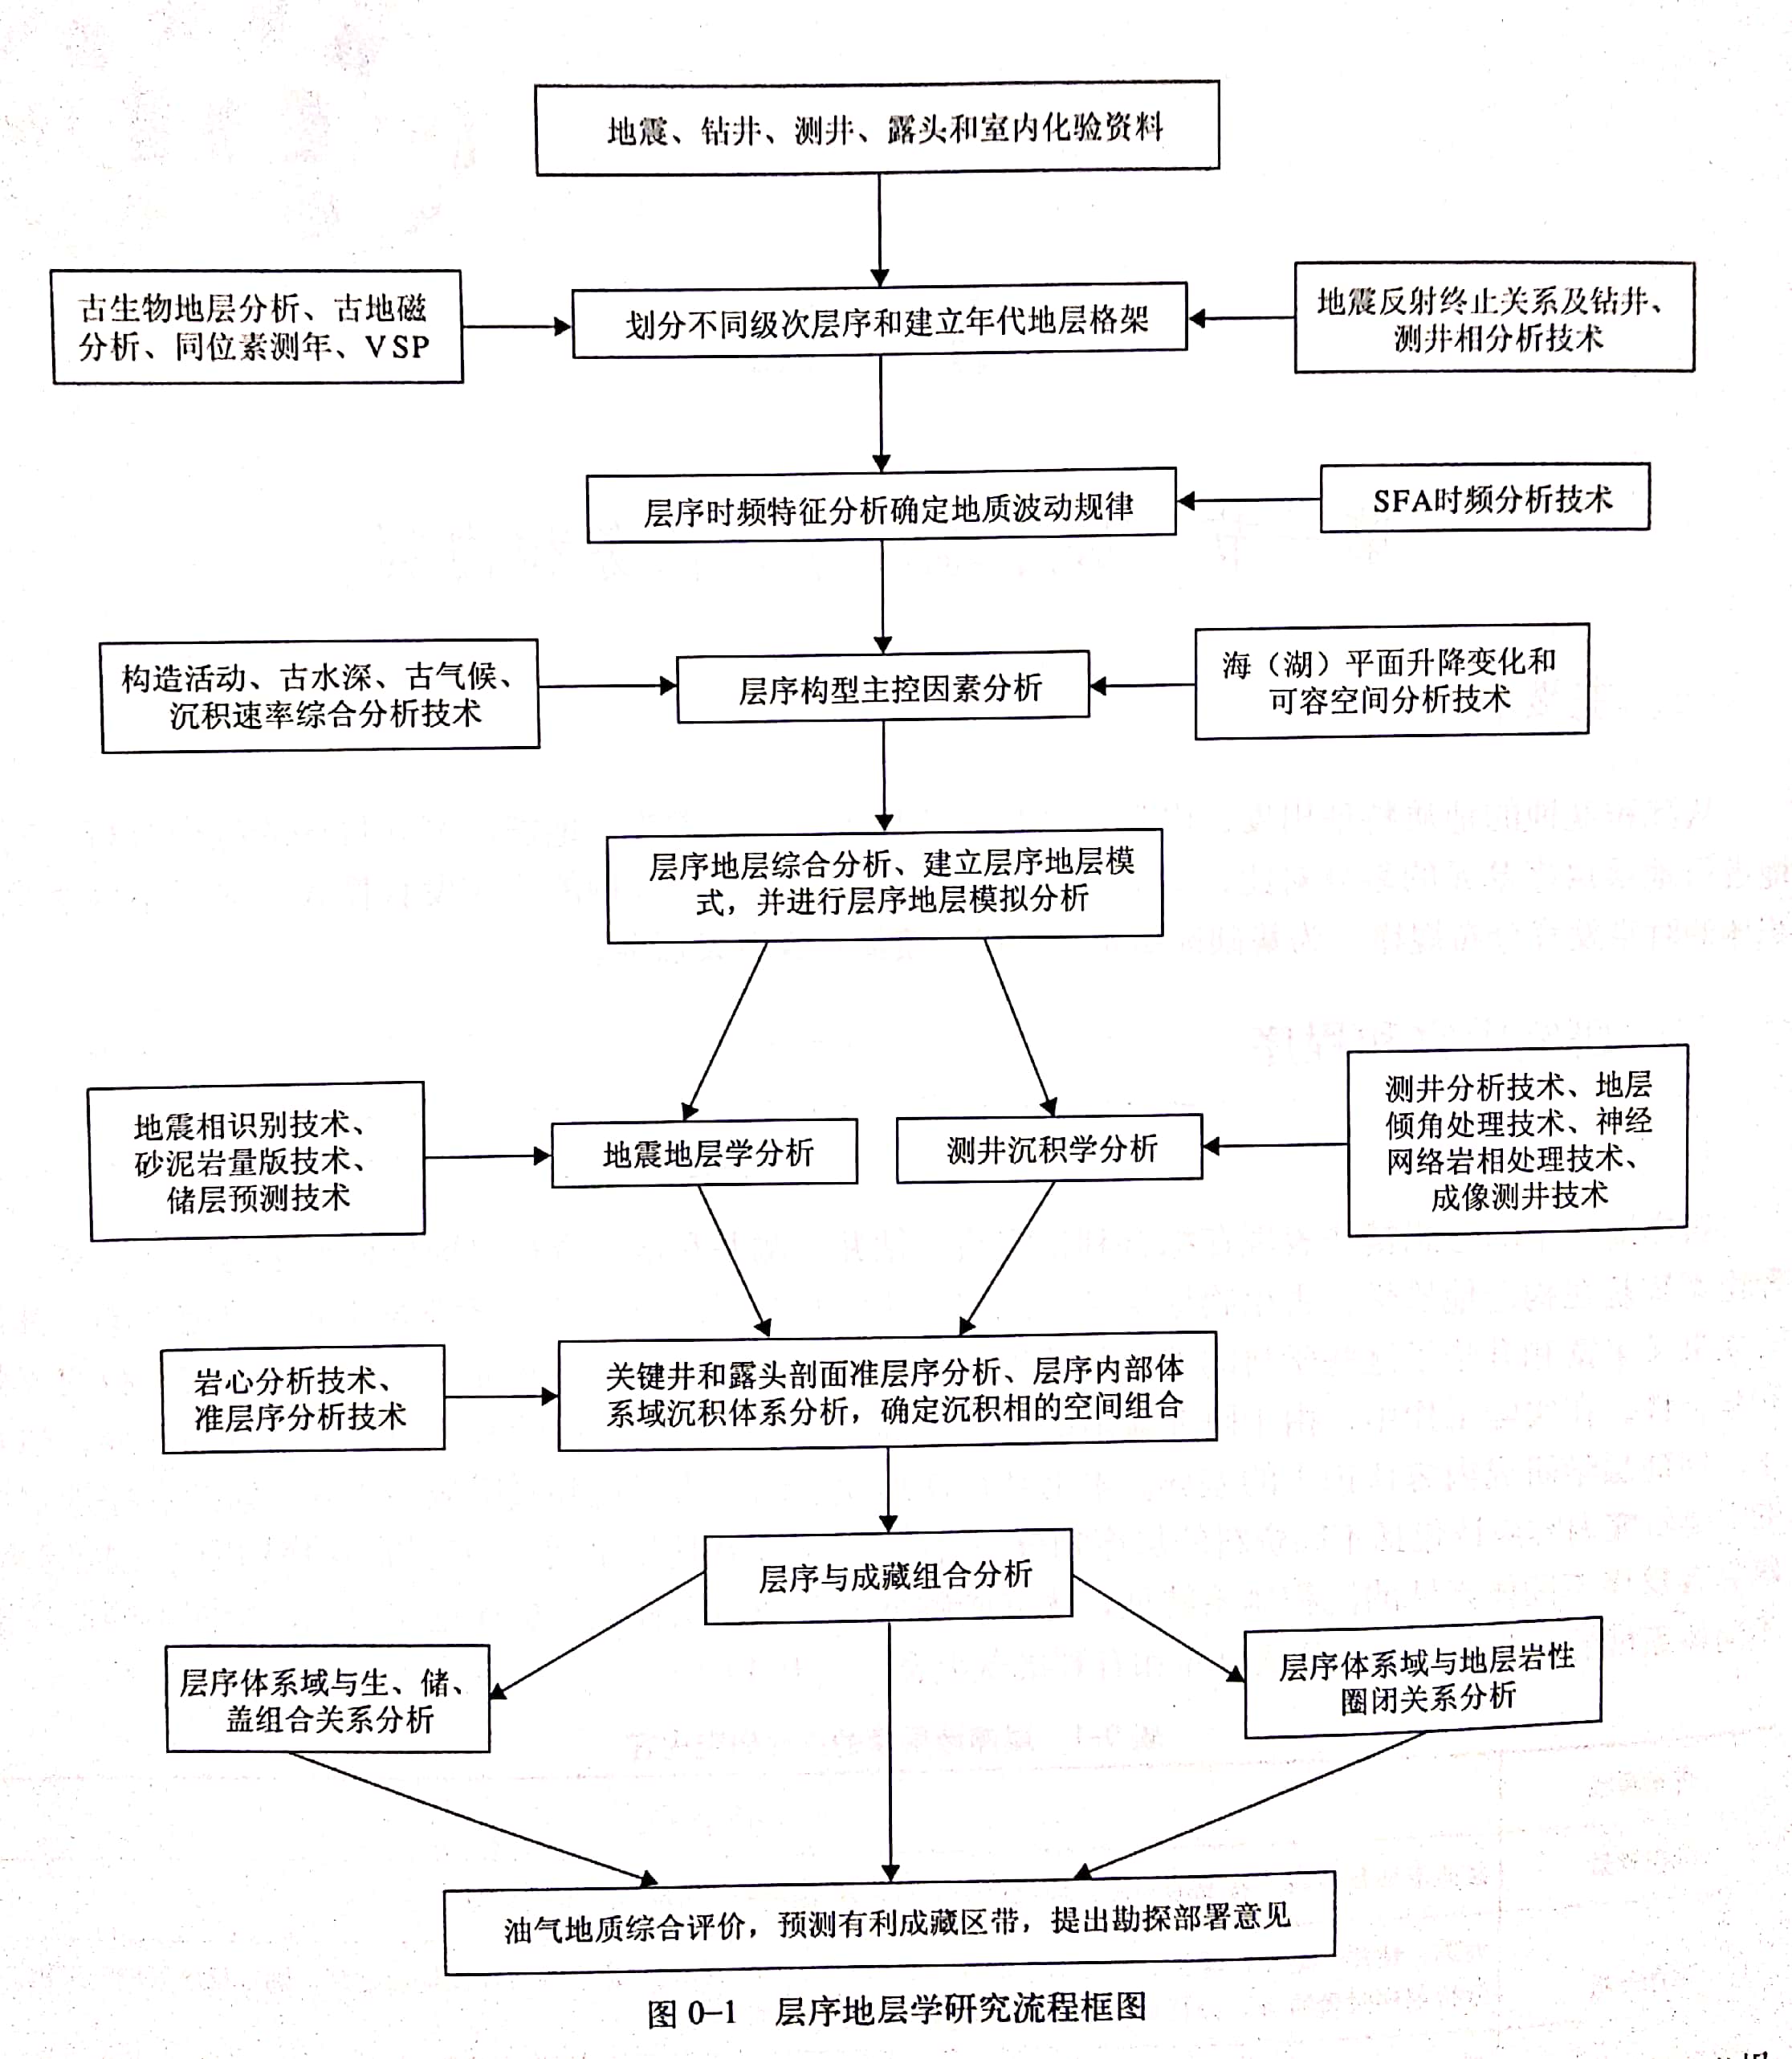 地震、钻井、测井、露头和室内化验资料
古生物地层分析、古地磁
分析、同位素测年、VSP
划分不同级次层序和建立年代地层格架
地震反射终止关系及钻井、
测井相分析技术
层序时频特征分析确定地质波动规律
SFA时频分析技术
构造活动、古水深、古气候、
沉积速率综合分析技术
层序构型主控因素分析
海（湖）平面升降变化和
可容空间分析技术
层序地层综合分析、建立层序地层模
式，并进行层序地层模拟分析
地震相识别技术、
砂泥岩量版技术、
储层预测技术
地震地层学分析
测井沉积学分析
测井分析技术、地层
倾角处理技术、神经
网络岩相处理技术、
成像测井技术
岩心分析技术、
准层序分析技术
关键井和露头剖面准层序分析、层序内部体
系域沉积体系分析，确定沉积相的空间组合
层序与成藏组合分析
层序体系域与生、储、
盖组合关系分析
层序体系域与地层岩性
圈闭关系分析
油气地质综合评价，预测有利成藏区带，提出勘探部署意见
图 0-1 层序地层学研究流程框图